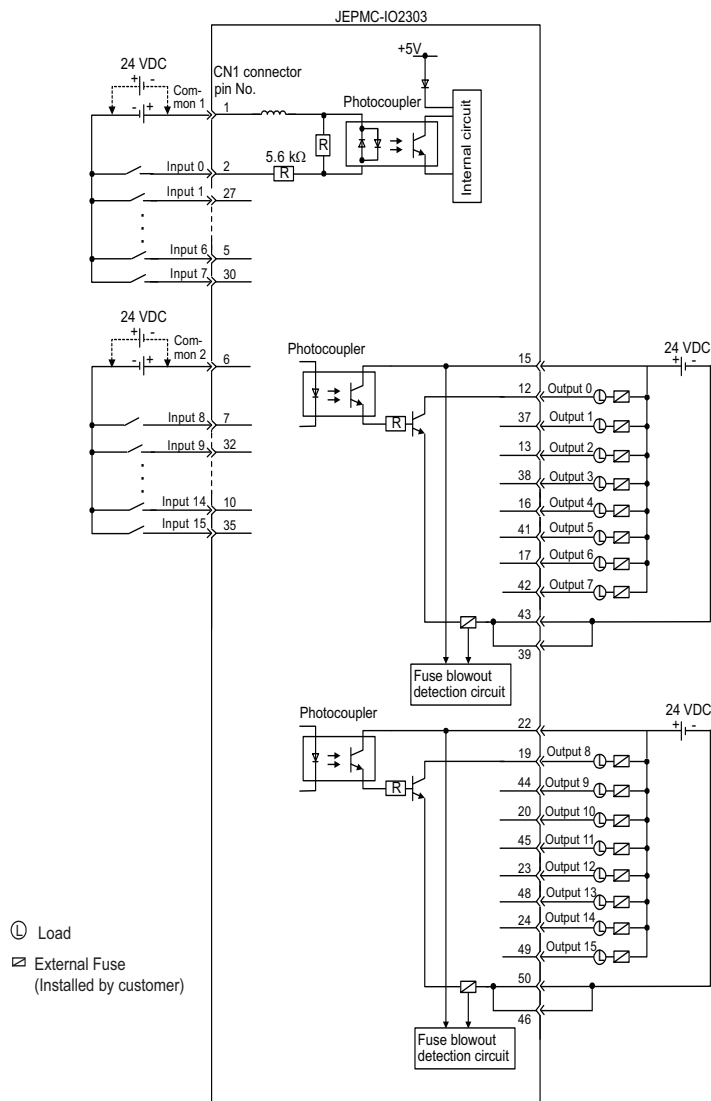 JEPMC-IO2303
+5V
24 VDC
+ -
- +
Com-
mon 1
CN1 connector
pin No.
1
Photocoupler
Internal circuit
R
5.6 kΩ
R
Input 0
2
Input 1
27
Input 6
5
Input 7
30
24 VDC
+ -
- +
Com-
mon 2
6
Input 8
7
Input 9
32
Input 14
10
Input 15
35
Photocoupler
R
15
24 VDC
+ -
12
Output 0
L
37
Output 1
L
13
Output 2
L
38
Output 3
L
16
Output 4
L
41
Output 5
L
17
Output 6
L
42
Output 7
L
43
39
Fuse blowout
detection circuit
Photocoupler
R
22
24 VDC
+ -
19
Output 8
L
44
Output 9
L
20
Output 10
L
45
Output 11
L
23
Output 12
L
48
Output 13
L
24
Output 14
L
49
Output 15
L
50
46
Fuse blowout
detection circuit
L Load
External Fuse
(Installed by customer)